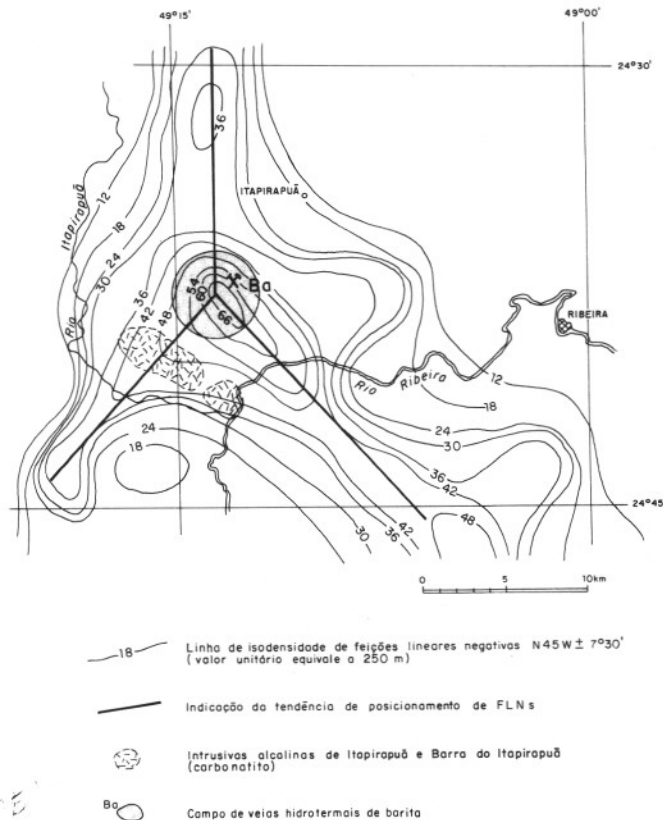 49°15'
49°00'
24°30'
36
ITAPIRAPUÃ
12
Itapirapuã
18
24
30
54
60
Ba
36
42
48
66
Rio
RIBEIRA
Rio Ribeira
12
18
24
24
30
18
36
42
24°45'
48
42
36
30
0 5 10km
18 Linha de isodensidade de feições lineares negativas N45W ± 7°30'
(valor unitário equivale a 250 m)
Indicação da tendência de posicionamento de FLNs
Intrusivas alcalinas de Itapirapuã e Barra do Itapirapuã
(carbonatito)
Ba Campo de veias hidrotermais de barita